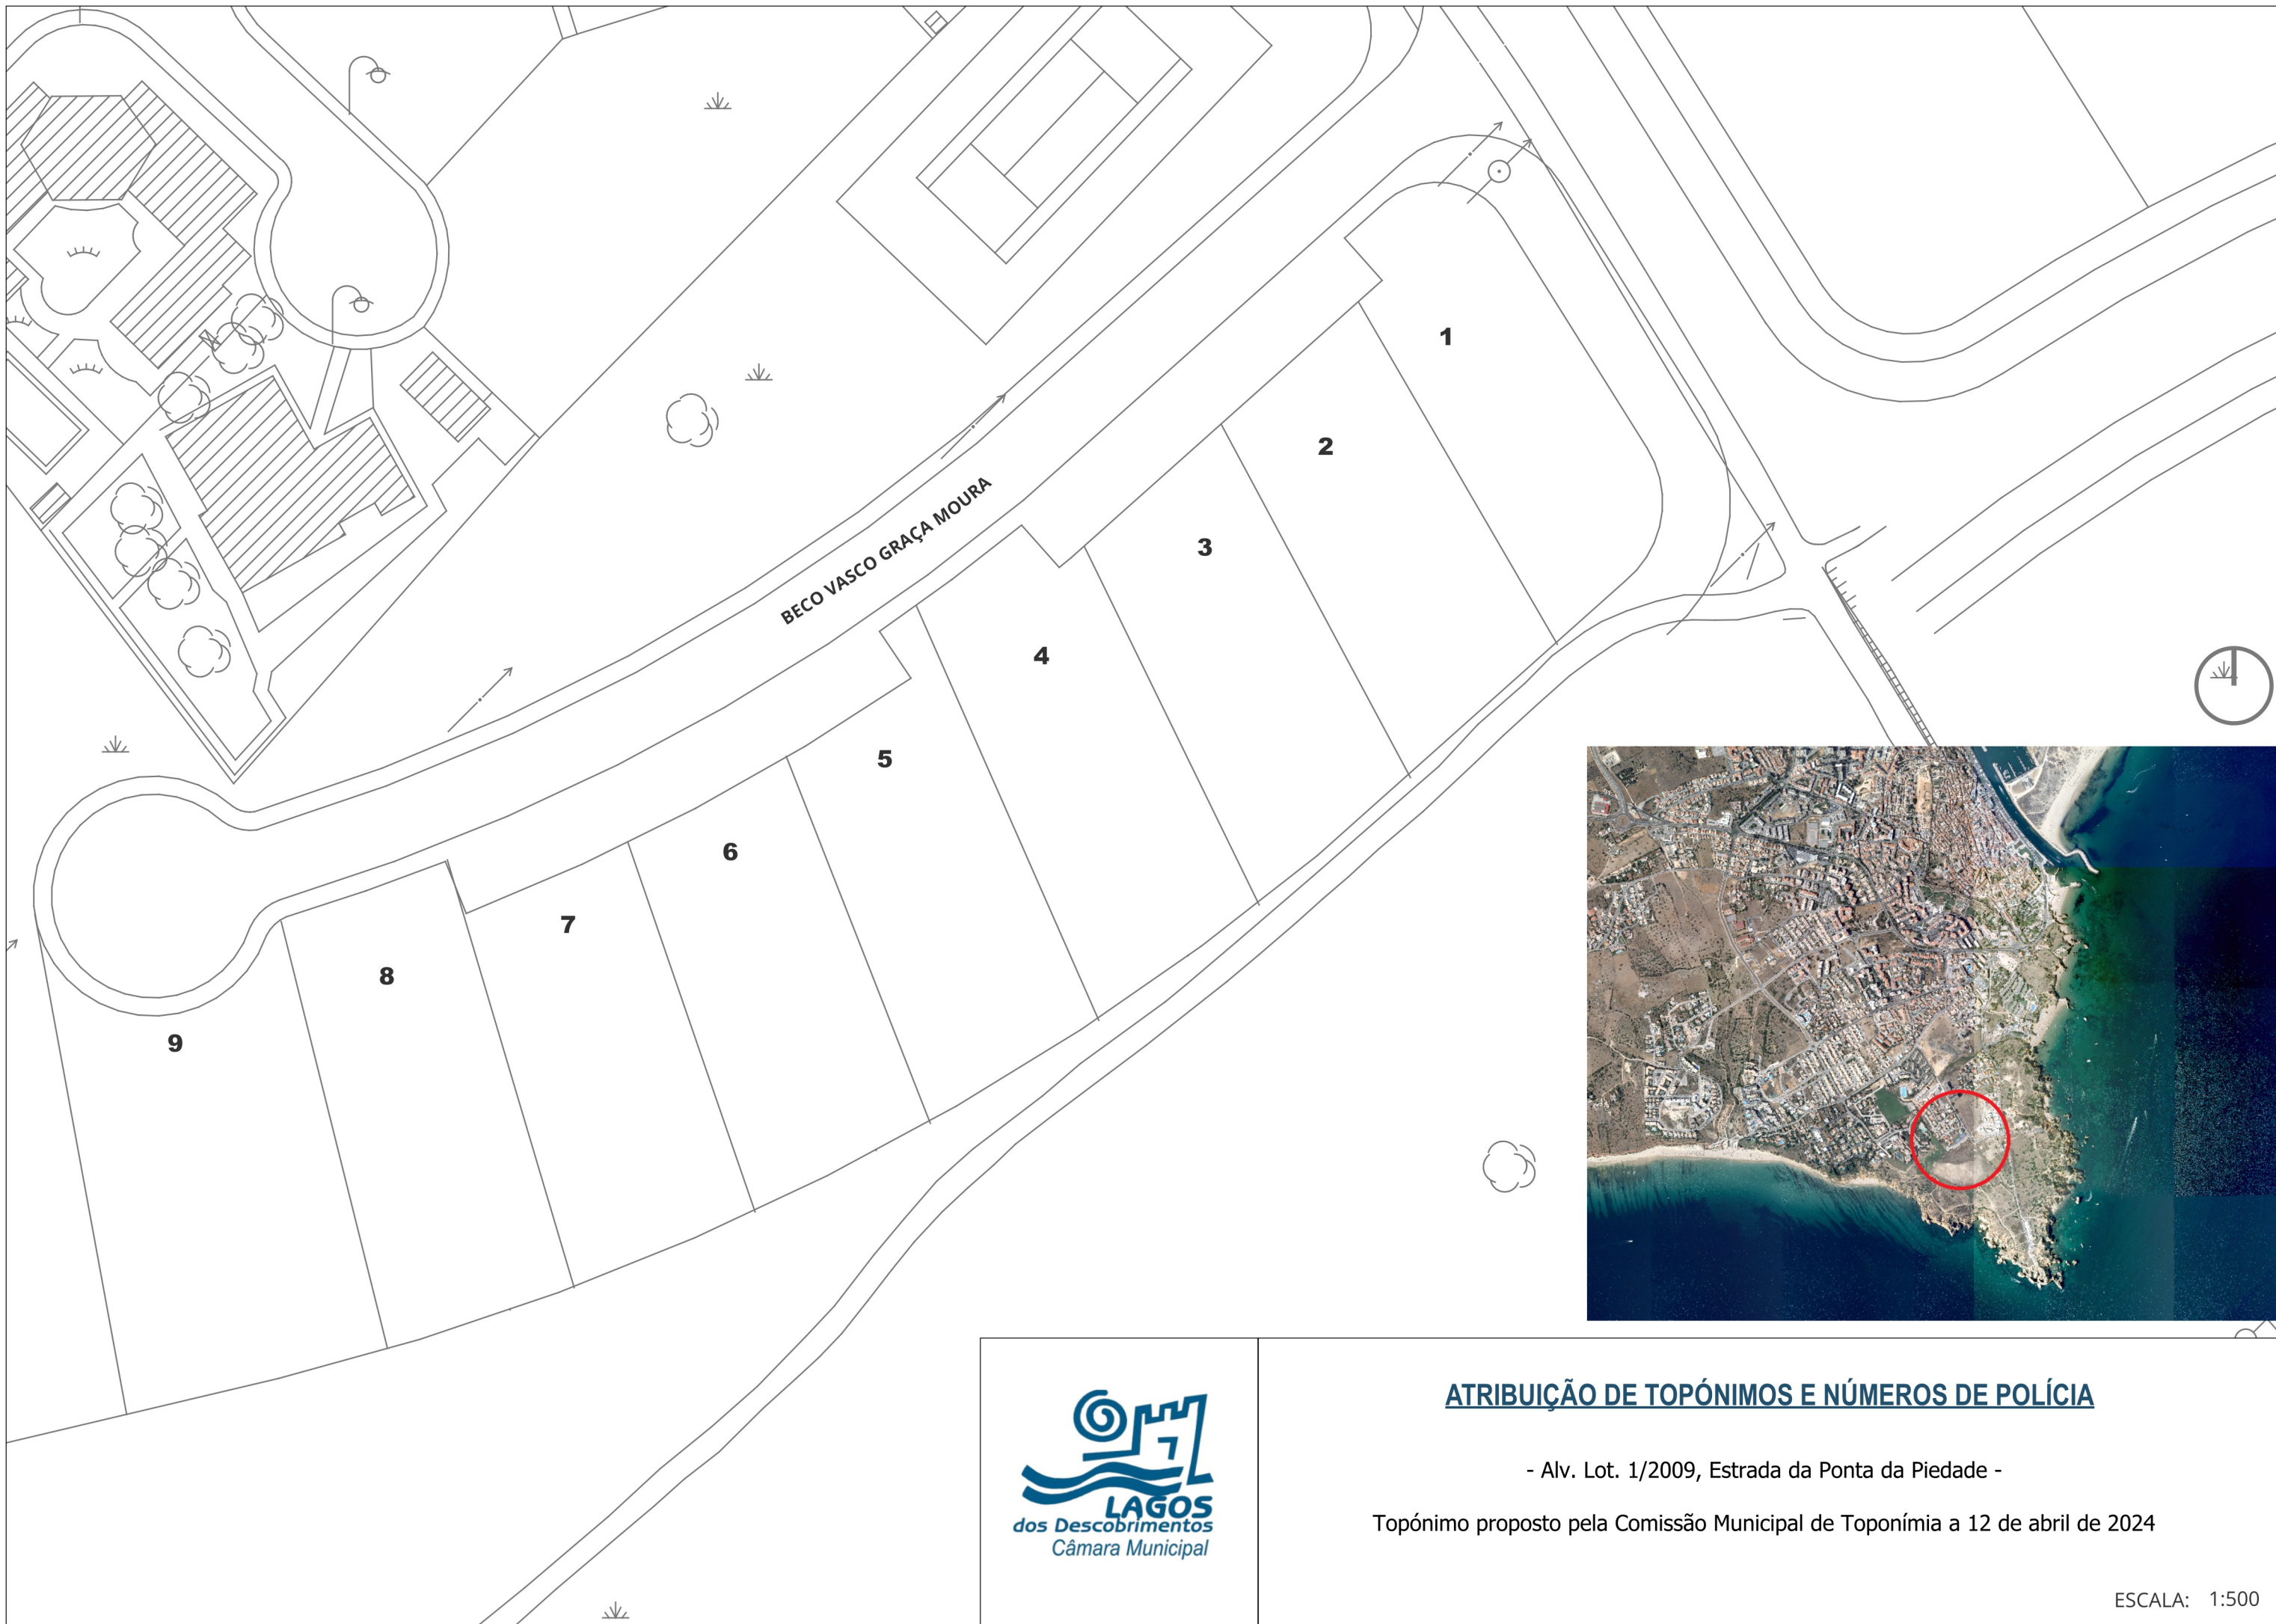 1
2
3
BECO VASCO GRAÇA MOURA
4
5
6
7
8
9
LAGOS
dos Descobrimentos
Câmara Municipal
ATRIBUIÇÃO DE TOPÓNIMOS E NÚMEROS DE POLÍCIA
- Alv. Lot. 1/2009, Estrada da Ponta da Piedade -
Topónimo proposto pela Comissão Municipal de Toponímia a 12 de abril de 2024
ESCALA: 1:500